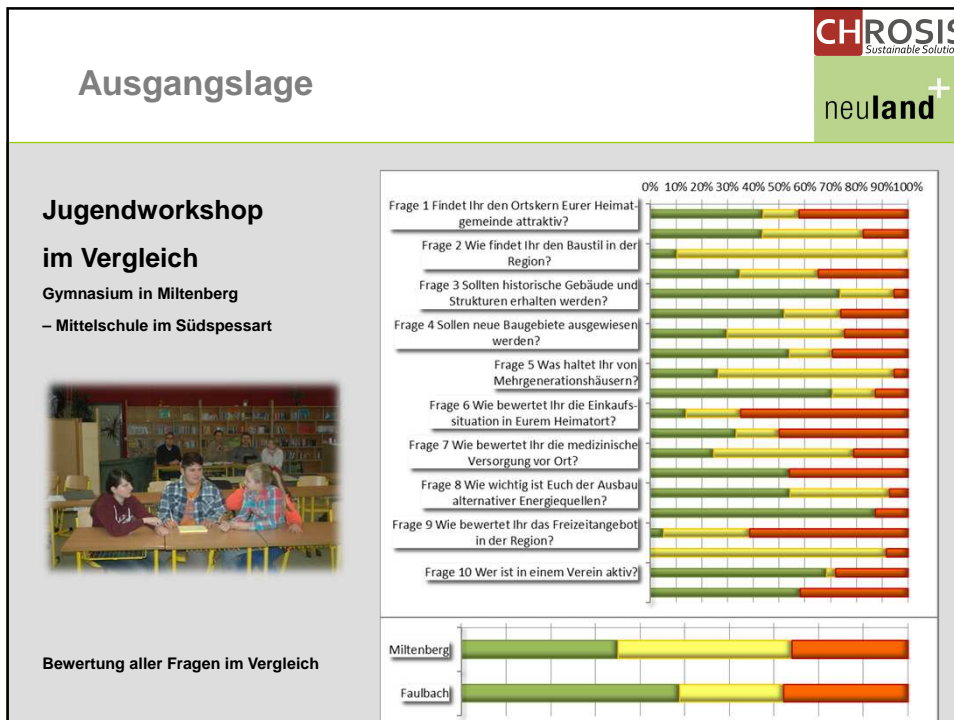 Ausgangslage
CHROSIS
Sustainable Solutio
neuland+
Jugendworkshop
im Vergleich
Gymnasium in Miltenberg
– Mittelschule im Südspessart
Bewertung aller Fragen im Vergleich
0% 10% 20% 30% 40% 50% 60% 70% 80% 90%100%
Frage 1 Findet Ihr den Ortskern Eurer Heimat-
gemeinde attraktiv?
Frage 2 Wie findet Ihr den Baustil in der
Region?
Frage 3 Sollten historische Gebäude und
Strukturen erhalten werden?
Frage 4 Sollen neue Baugebiete ausgewiesen
werden?
Frage 5 Was haltet Ihr von
Mehrgenerationshäusern?
Frage 6 Wie bewertet Ihr die Einkaufs-
situation in Eurem Heimatort?
Frage 7 Wie bewertet Ihr die medizinische
Versorgung vor Ort?
Frage 8 Wie wichtig ist Euch der Ausbau
alternativer Energiequellen?
Frage 9 Wie bewertet Ihr das Freizeitangebot
in der Region?
Frage 10 Wer ist in einem Verein aktiv?
Miltenberg
Faulbach